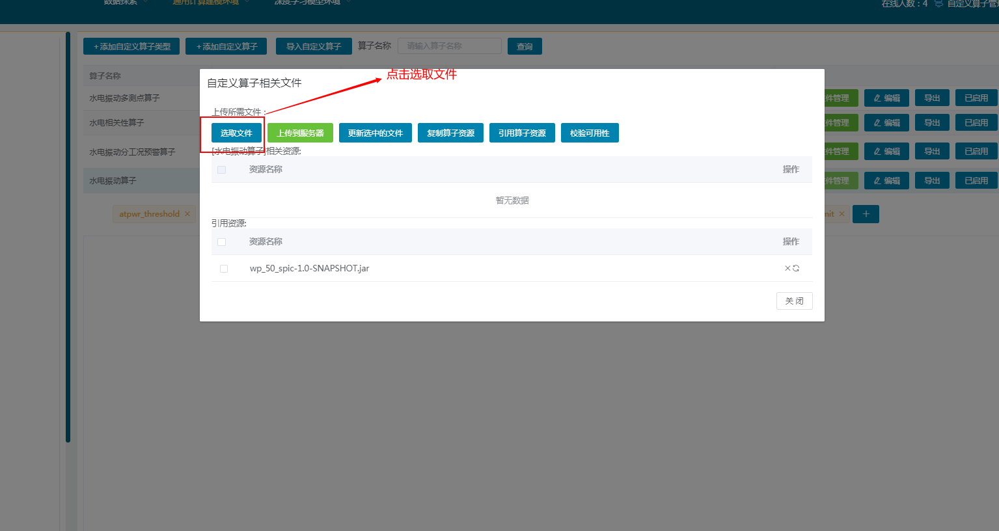 数据探索 通用计算建模环境 深度学习模型环境 在线人数：4 自定义算子管
+添加自定义算子类型 +添加自定义算子 导入自定义算子 算子名称 请输入算子名称 查询
算子名称
水电振动多测点算子 件管理 编辑 导出 已启用
水电相关性算子 件管理 编辑 导出 已启用
水电振动分工况预警算子 件管理 编辑 导出 已启用
水电振动算子 件管理 编辑 导出 已启用
atpwr_threshold × nit × +
点击选取文件
自定义算子相关文件
上传所需文件：
选取文件 上传到服务器 更新选中的文件 复制算子资源 引用算子资源 校验可用性
[水电振动算子]相关资源:
资源名称 操作
暂无数据
引用资源:
资源名称 操作
wp_50_spic-1.0-SNAPSHOT.jar
关 闭